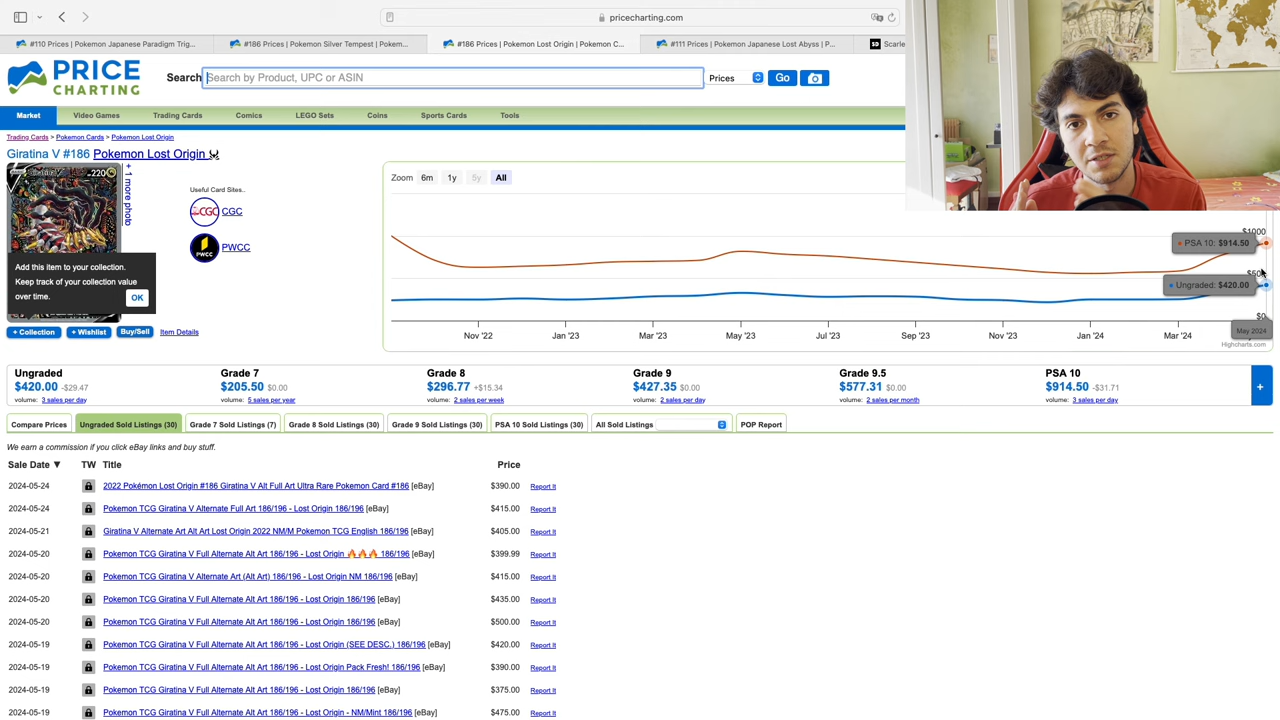 pricecharting.com
#110 Prices | Pokemon Japanese Paradigm Trig...
#186 Prices | Pokemon Silver Tempest | Pokem...
#186 Prices | Pokemon Lost Origin | Pokemon C...
#111 Prices | Pokemon Japanese Lost Abyss | P...
SD Scarle
PRICE
CHARTING
Search Search by Product, UPC or ASIN Prices Go
Market Video Games Trading Cards Comics LEGO Sets Coins Sports Cards Tools
Trading Cards > Pokemon Cards > Pokemon Lost Origin
Giratina V #186 Pokemon Lost Origin
Giratina V 220
+ 1 more photo
Useful Card Sites..
CGC CGC
PWCC PWCC
Add this item to your collection.
Keep track of your collection value
over time.
OK
+ Collection + Wishlist Buy/Sell Item Details
Zoom 6m 1y 5y All
$1000
PSA 10: $914.50
Ungraded: $420.00
$0
May 2024
Nov '22 Jan '23 Mar '23 May '23 Jul '23 Sep '23 Nov '23 Jan '24 Mar '24
Highcharts.com
Ungraded Grade 7 Grade 8 Grade 9 Grade 9.5 PSA 10
$420.00 -$29.47 $205.50 $0.00 $296.77 +$15.34 $427.35 $0.00 $577.31 $0.00 $914.50 -$31.71 +
volume: 3 sales per day volume: 5 sales per year volume: 2 sales per week volume: 2 sales per day volume: 2 sales per month volume: 3 sales per day
Compare Prices Ungraded Sold Listings (30) Grade 7 Sold Listings (7) Grade 8 Sold Listings (30) Grade 9 Sold Listings (30) PSA 10 Sold Listings (30) All Sold Listings POP Report
We earn a commission if you click eBay links and buy stuff.
Sale Date ▼ TW Title Price
2024-05-24 2022 Pokémon Lost Origin #186 Giratina V Alt Full Art Ultra Rare Pokemon Card #186 [eBay] $390.00 Report It
2024-05-24 Pokemon TCG Giratina V Alternate Full Art 186/196 - Lost Origin 186/196 [eBay] $415.00 Report It
2024-05-21 Giratina V Alternate Art Alt Art Lost Origin 2022 NM/M Pokemon TCG English 186/196 [eBay] $405.00 Report It
2024-05-20 Pokemon TCG Giratina V Full Alternate Alt Art 186/196 - Lost Origin 🔥🔥🔥 186/196 [eBay] $399.99 Report It
2024-05-20 Pokemon TCG Giratina V Alternate Art (Alt Art) 186/196 - Lost Origin NM 186/196 [eBay] $415.00 Report It
2024-05-20 Pokemon TCG Giratina V Full Alternate Alt Art 186/196 - Lost Origin 186/196 [eBay] $435.00 Report It
2024-05-20 Pokemon TCG Giratina V Full Alternate Alt Art 186/196 - Lost Origin 186/196 [eBay] $500.00 Report It
2024-05-19 Pokemon TCG Giratina V Full Alternate Alt Art 186/196 - Lost Origin (SEE DESC.) 186/196 [eBay] $420.00 Report It
2024-05-19 Pokemon TCG Giratina V Full Alternate Alt Art 186/196 - Lost Origin Pack Fresh! 186/196 [eBay] $390.00 Report It
2024-05-19 Pokemon TCG Giratina V Full Alternate Alt Art 186/196 - Lost Origin 186/196 [eBay] $375.00 Report It
2024-05-19 Pokemon TCG Giratina V Full Alternate Alt Art 186/196 - Lost Origin - NM/Mint 186/196 [eBay] $475.00 Report It